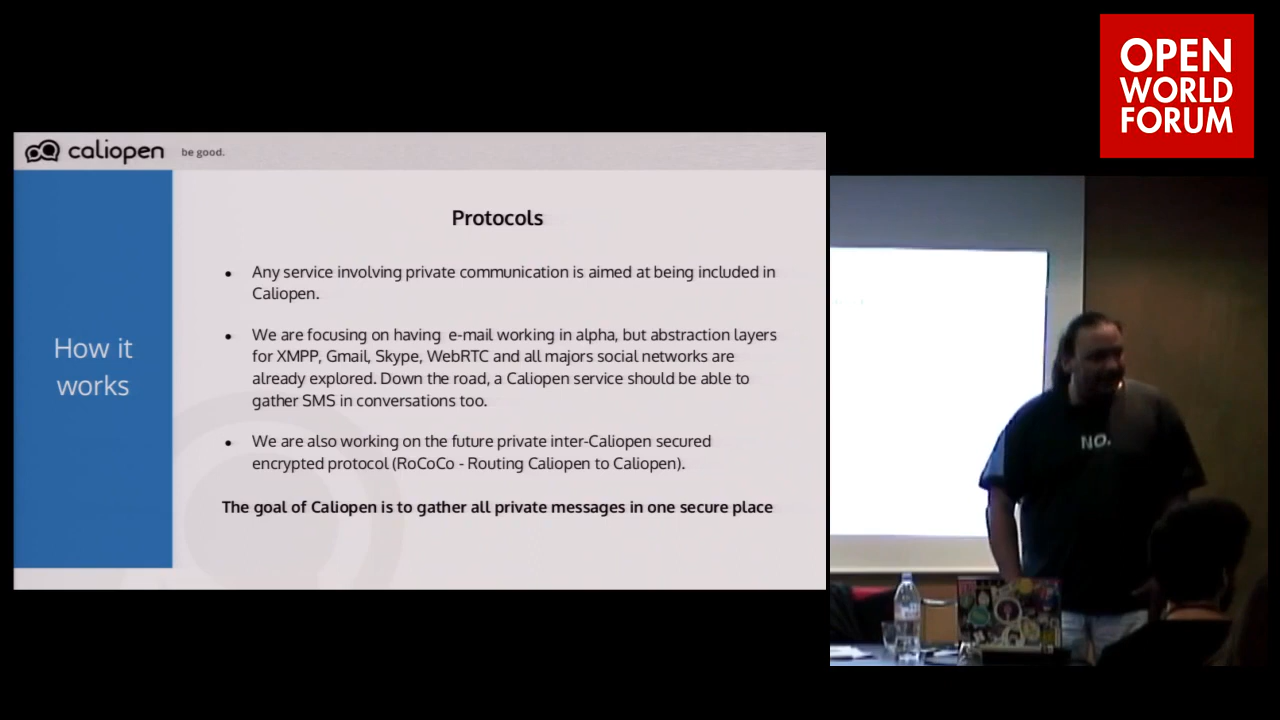 OPEN
WORLD
FORUM
caliopen be good.
How it
works
Protocols
• Any service involving private communication is aimed at being included in
Caliopen.
• We are focusing on having e-mail working in alpha, but abstraction layers
for XMPP, Gmail, Skype, WebRTC and all majors social networks are
already explored. Down the road, a Caliopen service should be able to
gather SMS in conversations too.
• We are also working on the future private inter-Caliopen secured
encrypted protocol (RoCoCo - Routing Caliopen to Caliopen).
The goal of Caliopen is to gather all private messages in one secure place
NO.